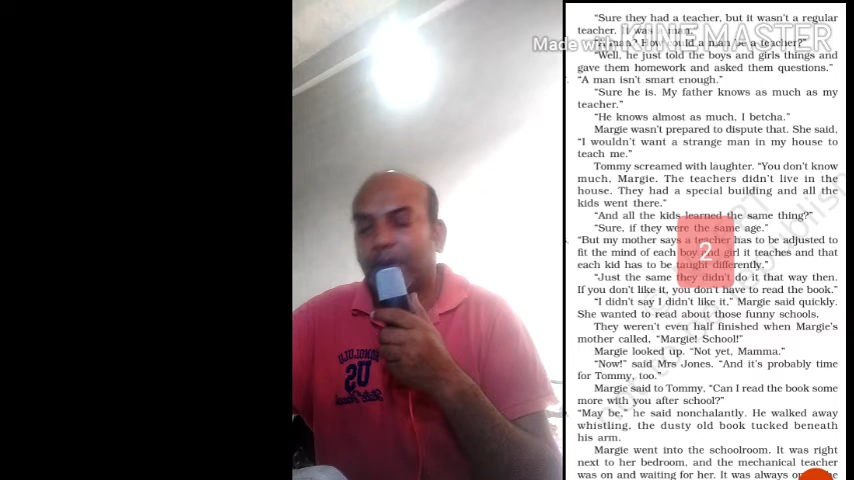 "Sure they had a teacher, but it wasn't a regular
teacher. It was a man."
"A man? How could a man be a teacher?"
"Well, he just told the boys and girls things and
gave them homework and asked them questions."
"A man isn't smart enough."
"Sure he is. My father knows as much as my
teacher."
"He knows almost as much, I betcha."
Margie wasn't prepared to dispute that. She said,
"I wouldn't want a strange man in my house to
teach me."
Tommy screamed with laughter. "You don't know
much, Margie. The teachers didn't live in the
house. They had a special building and all the
kids went there."
"And all the kids learned the same thing?"
"Sure, if they were the same age."
"But my mother says a teacher has to be adjusted to
fit the mind of each boy and girl it teaches and that
each kid has to be taught differently."
"Just the same they didn't do it that way then.
If you don't like it, you don't have to read the book."
"I didn't say I didn't like it," Margie said quickly.
She wanted to read about those funny schools.
They weren't even half finished when Margie's
mother called, "Margie! School!"
Margie looked up. "Not yet, Mamma."
"Now!" said Mrs Jones. "And it's probably time
for Tommy, too."
Margie said to Tommy, "Can I read the book some
more with you after school?"
"May be," he said nonchalantly. He walked away
whistling, the dusty old book tucked beneath
his arm.
Margie went into the schoolroom. It was right
next to her bedroom, and the mechanical teacher
was on and waiting for her. It was always on
Made with KINEMASTER
2
HONOLULU
US